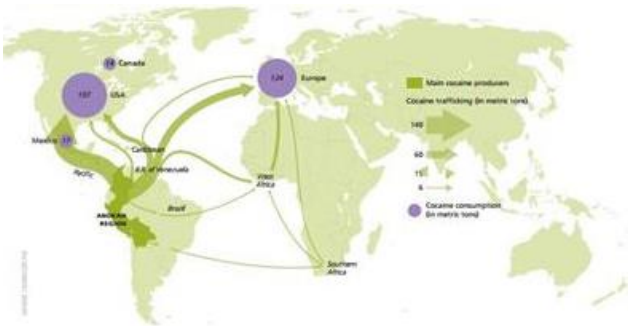 Canada
USA
Europe
Main cocaine producers
Cocaine trafficking (in metric tons)
140
60
15
6
Cocaine consumption
(in metric tons)
Mexico
Pacific
Caribbean
B.R. of Venezuela
West
Africa
Brazil
ANDEAN
REGION
Southern
Africa
124